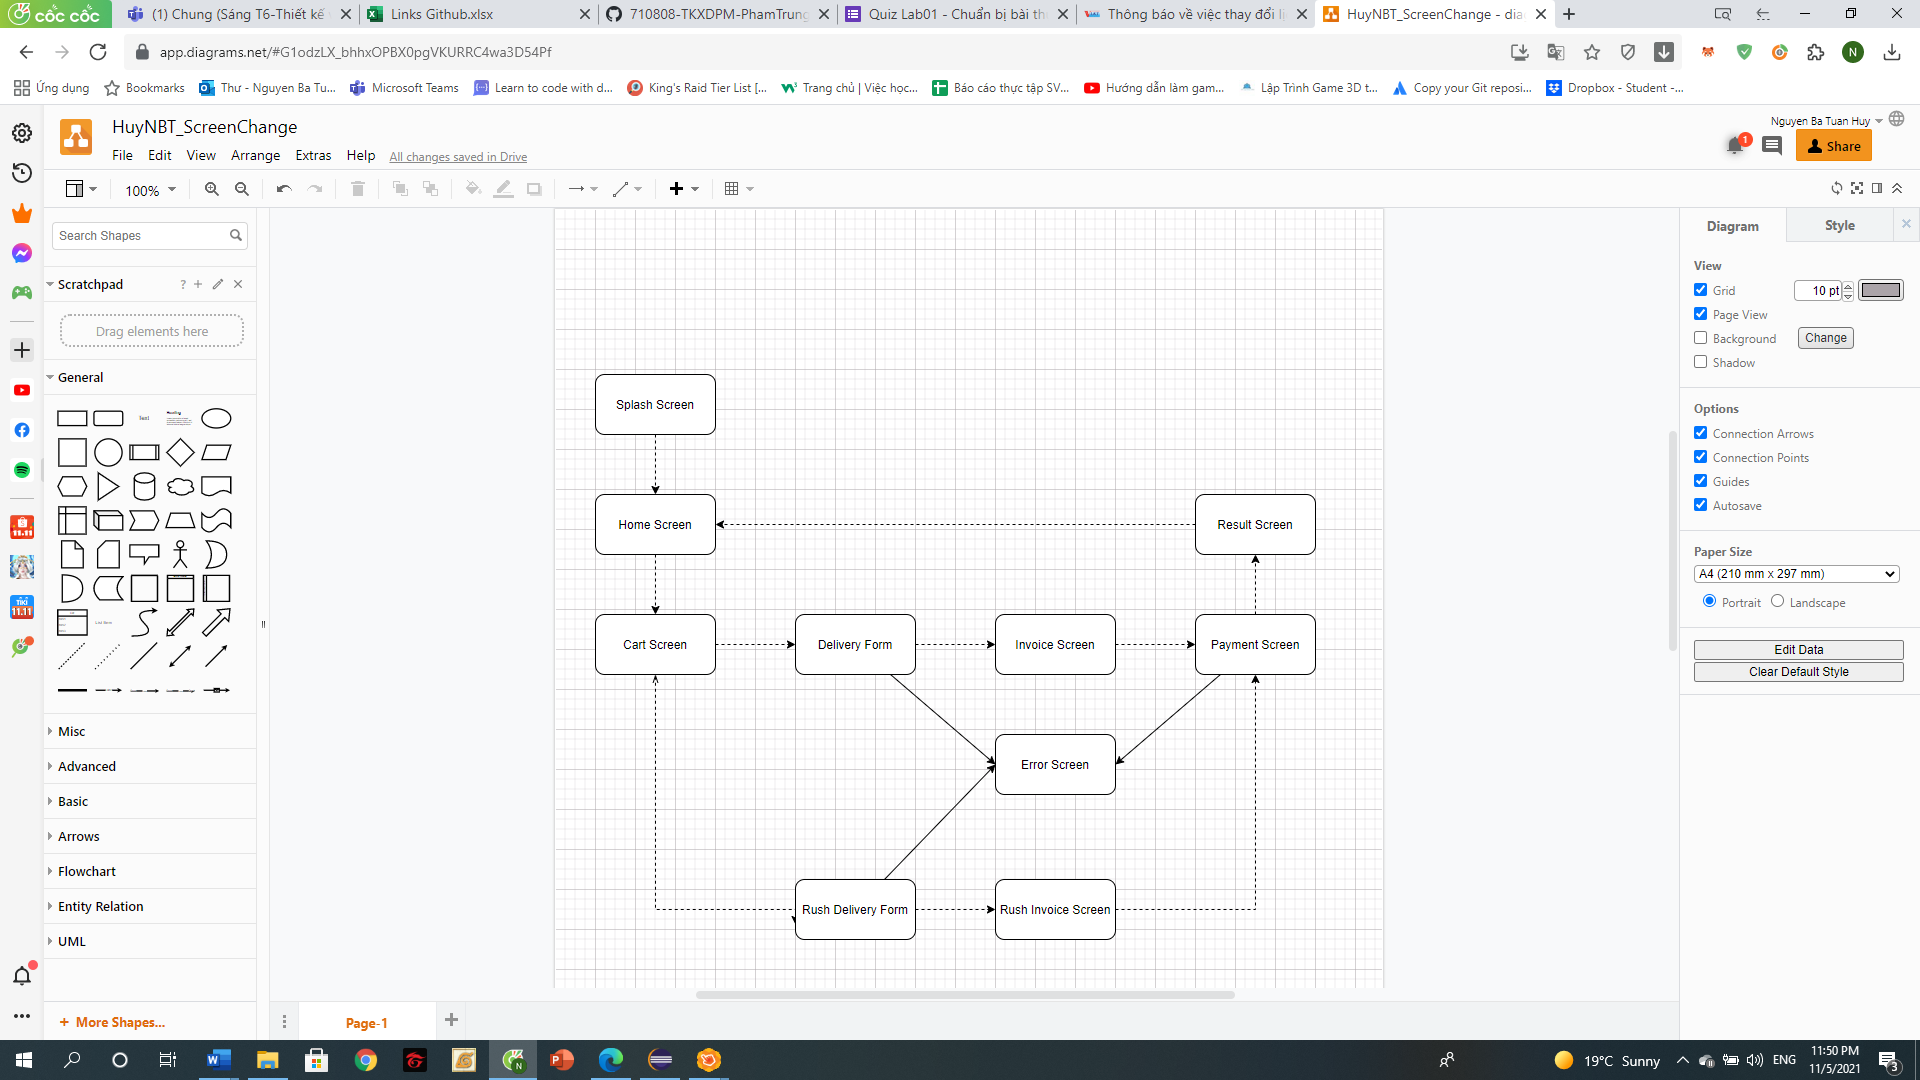 cốc cốc
(1) Chung (Sáng T6-Thiết kế
Links Github.xlsx
710808-TKXDPM-PhamTrung
Quiz Lab01 - Chuẩn bị bài th
Thông báo về việc thay đổi lị
HuyNBT_ScreenChange - dia
app.diagrams.net/#G1odzLX_bhhxOPBX0pgVKURRC4wa3D54Pf
N
Ứng dụng
Bookmarks
Thư - Nguyen Ba Tu...
Microsoft Teams
Learn to code with d...
King's Raid Tier List [...
Trang chủ | Việc học...
Báo cáo thực tập SV...
Hướng dẫn làm gam...
Lập Trình Game 3D t...
Copy your Git reposi...
Dropbox - Student -...
HuyNBT_ScreenChange
Nguyen Ba Tuan Huy
File Edit View Arrange Extras Help
All changes saved in Drive
1
Share
100%
Search Shapes
Scratchpad
?
Drag elements here
General
Text
Heading
Misc
Advanced
Basic
Arrows
Flowchart
Entity Relation
UML
+ More Shapes...
11.11
TIKI
11.11
Splash Screen
Home Screen
Result Screen
Cart Screen
Delivery Form
Invoice Screen
Payment Screen
Error Screen
Rush Delivery Form
Rush Invoice Screen
Page-1
Diagram
Style
View
Grid
10 pt
Page View
Background
Change
Shadow
Options
Connection Arrows
Connection Points
Guides
Autosave
Paper Size
A4 (210 mm x 297 mm)
Portrait
Landscape
Edit Data
Clear Default Style
19°C Sunny
ENG
11:50 PM
11/5/2021
3